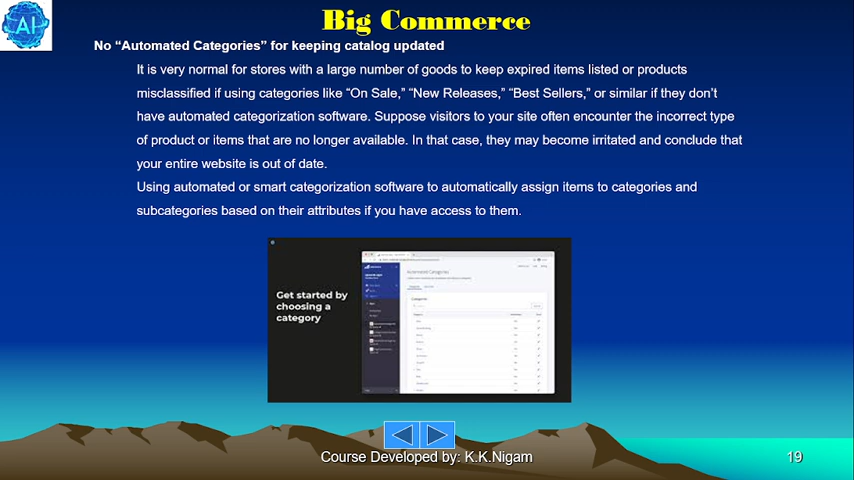 AI
Big Commerce
No “Automated Categories” for keeping catalog updated
It is very normal for stores with a large number of goods to keep expired items listed or products
misclassified if using categories like “On Sale,” “New Releases,” “Best Sellers,” or similar if they don’t
have automated categorization software. Suppose visitors to your site often encounter the incorrect type
of product or items that are no longer available. In that case, they may become irritated and conclude that
your entire website is out of date.
Using automated or smart categorization software to automatically assign items to categories and
subcategories based on their attributes if you have access to them.
Get started by
choosing a
category
Automated Categories
Categories
Course Developed by: K.K.Nigam
19